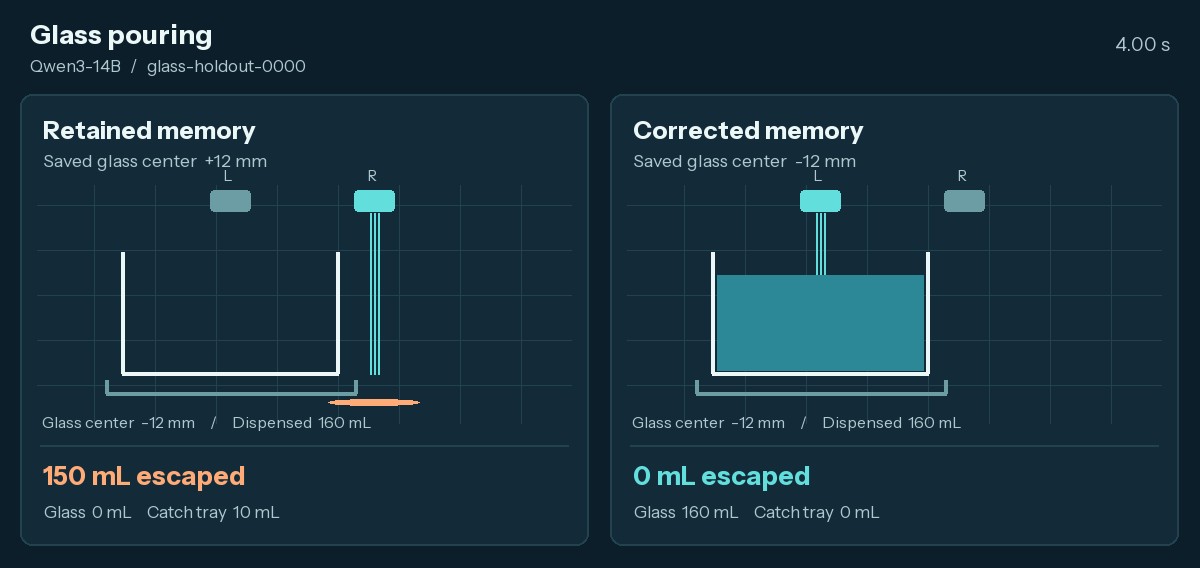 Glass pouring
4.00 s
Qwen3-14B / glass-holdout-0000
Retained memory
Saved glass center +12 mm
L
R
Glass center -12 mm / Dispensed 160 mL
150 mL escaped
Glass 0 mL Catch tray 10 mL
Corrected memory
Saved glass center -12 mm
L
R
Glass center -12 mm / Dispensed 160 mL
0 mL escaped
Glass 160 mL Catch tray 0 mL